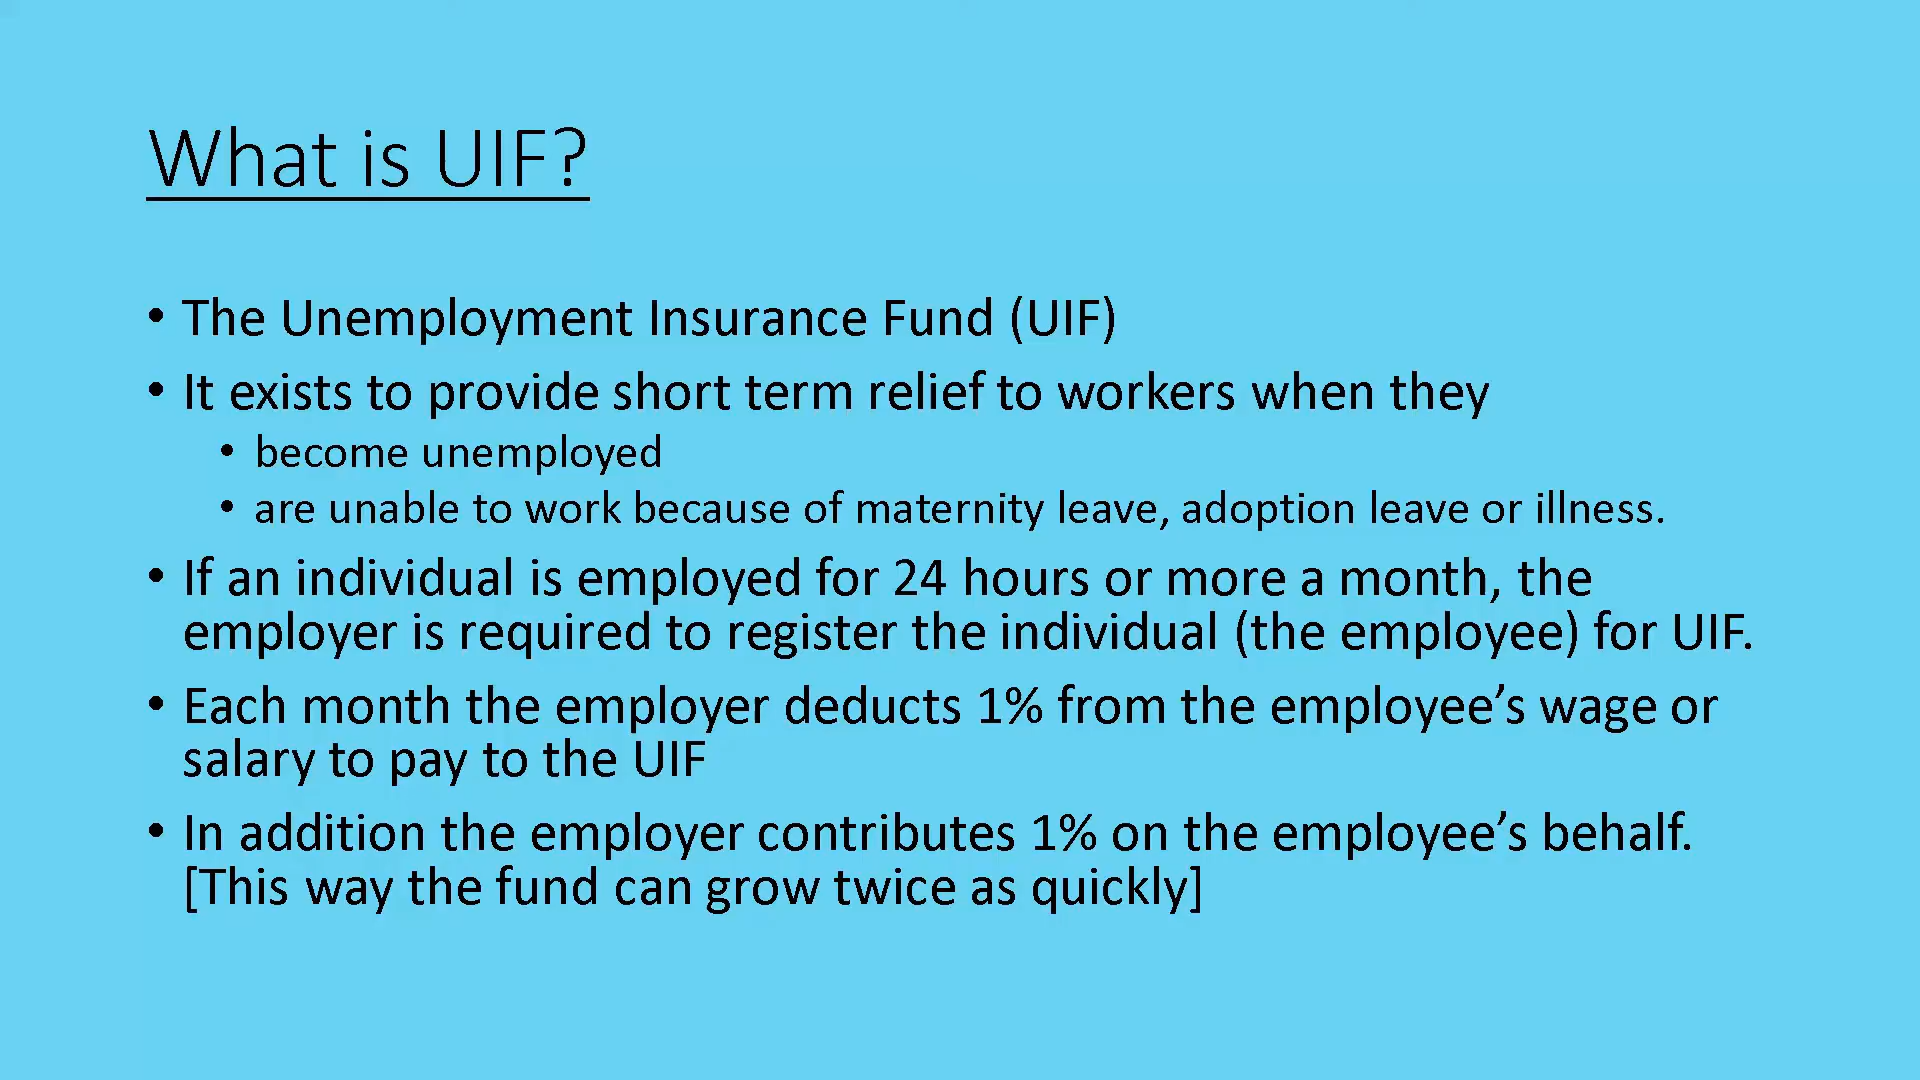 What is UIF?
• The Unemployment Insurance Fund (UIF)
• It exists to provide short term relief to workers when they
• become unemployed
• are unable to work because of maternity leave, adoption leave or illness.
• If an individual is employed for 24 hours or more a month, the
employer is required to register the individual (the employee) for UIF.
• Each month the employer deducts 1% from the employee’s wage or
salary to pay to the UIF
• In addition the employer contributes 1% on the employee’s behalf.
[This way the fund can grow twice as quickly]